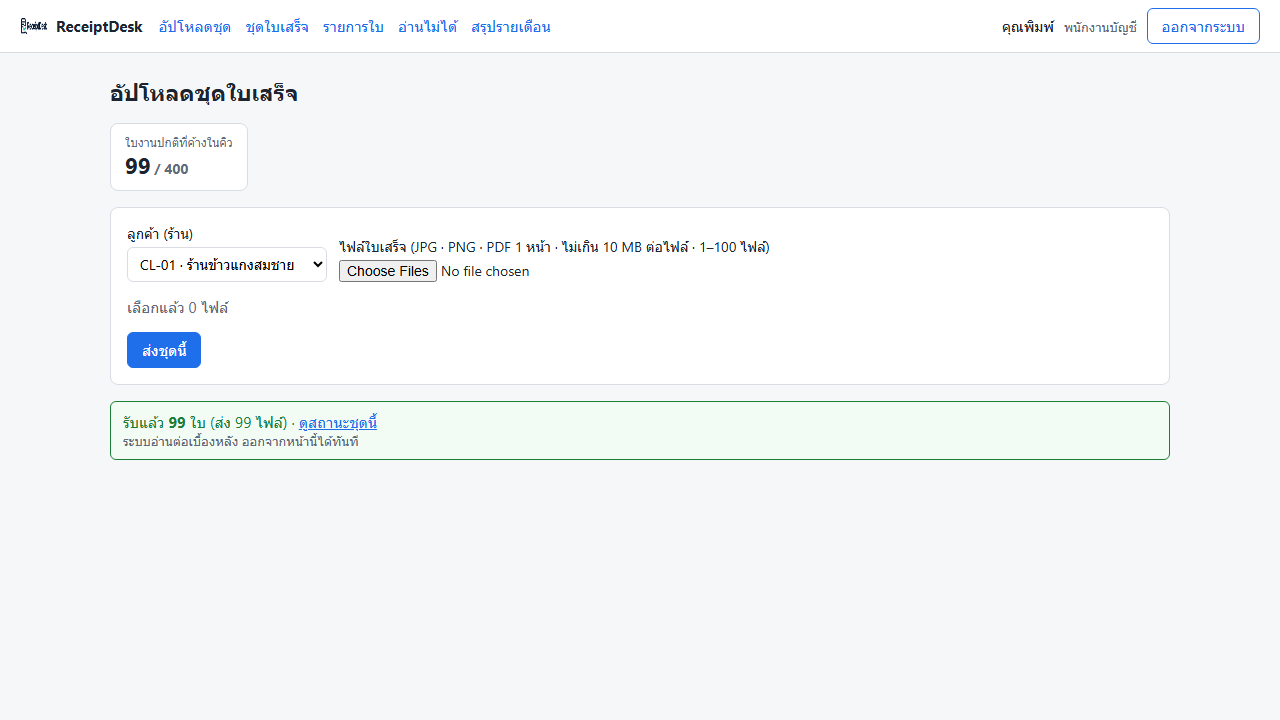 ReceiptDesk
อัปโหลดชุด
ชุดใบเสร็จ
รายการใบ
อ่านไม่ได้
สรุปรายเดือน
คุณพิมพ์
พนักงานบัญชี
ออกจากระบบ
อัปโหลดชุดใบเสร็จ
ใบงานปกติที่ค้างในคิว
99 / 400
ลูกค้า (ร้าน)
CL-01 · ร้านข้าวแกงสมชาย
ไฟล์ใบเสร็จ (JPG · PNG · PDF 1 หน้า · ไม่เกิน 10 MB ต่อไฟล์ · 1–100 ไฟล์)
Choose Files No file chosen
เลือกแล้ว 0 ไฟล์
ส่งชุดนี้
รับแล้ว 99 ใบ (ส่ง 99 ไฟล์) · ดูสถานะชุดนี้
ระบบอ่านต่อเบื้องหลัง ออกจากหน้านี้ได้ทันที